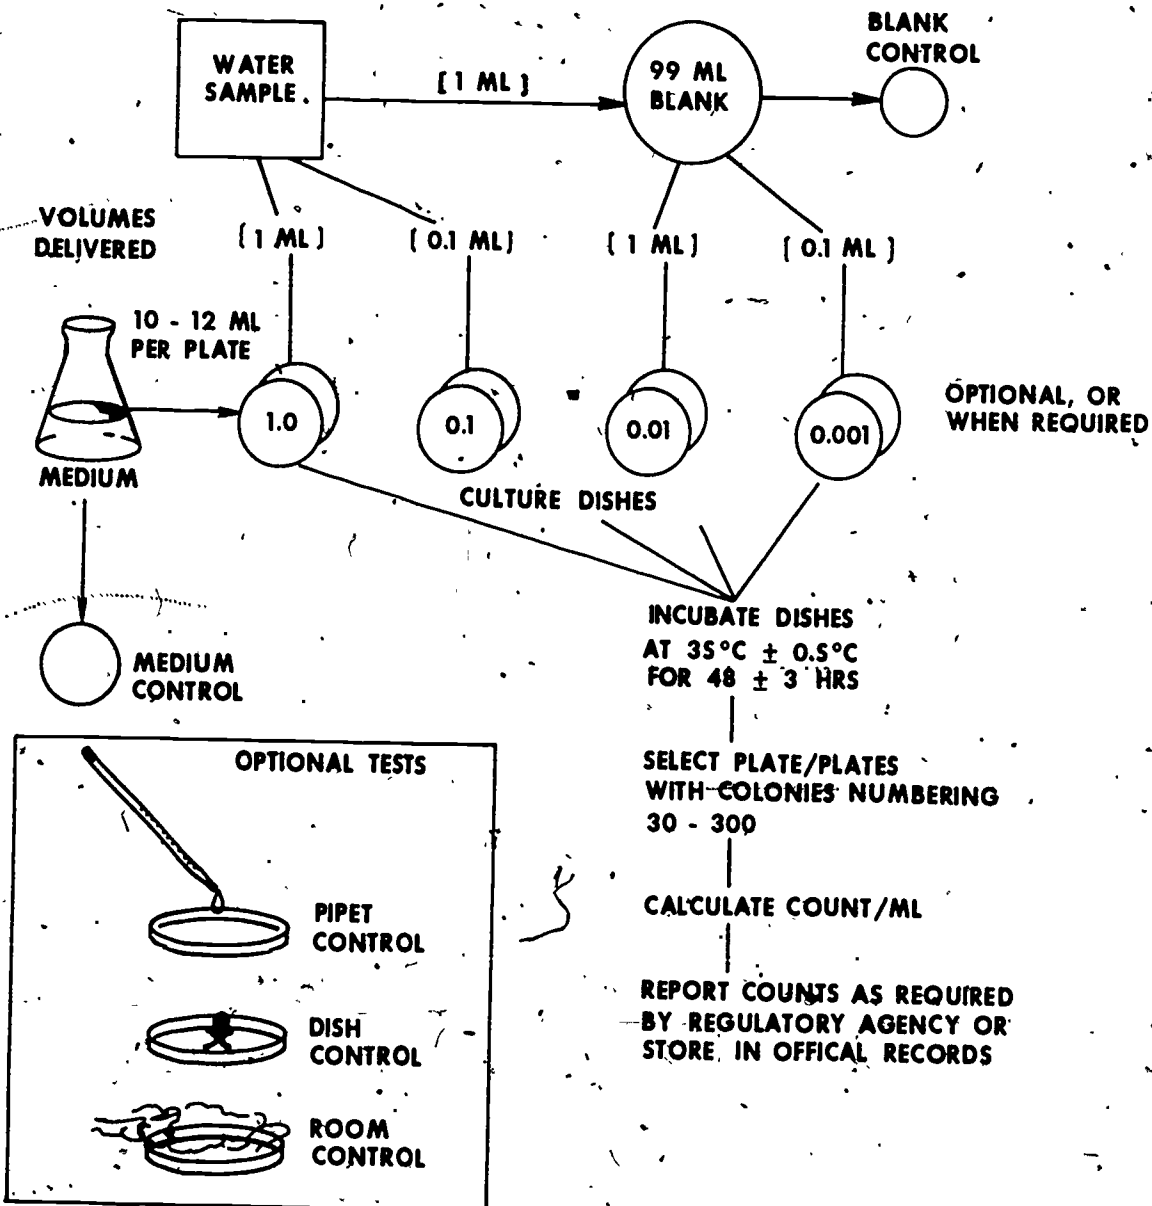 BLANK
CONTROL
WATER
SAMPLE
[1 ML]
99 ML
BLANK
VOLUMES
DELIVERED
[1 ML]
[0.1 ML]
[1 ML]
[0.1 ML]
10 - 12 ML
PER PLATE
1.0
0.1
0.01
0.001
OPTIONAL, OR
WHEN REQUIRED
MEDIUM
CULTURE DISHES
INCUBATE DISHES
AT 35°C ± 0.5°C
FOR 48 ± 3 HRS
MEDIUM
CONTROL
OPTIONAL TESTS
SELECT PLATE/PLATES
WITH COLONIES NUMBERING
30 - 300
PIPET
CONTROL
CALCULATE COUNT/ML
DISH
CONTROL
REPORT COUNTS AS REQUIRED
BY REGULATORY AGENCY OR
STORE IN OFFICAL RECORDS
ROOM
CONTROL